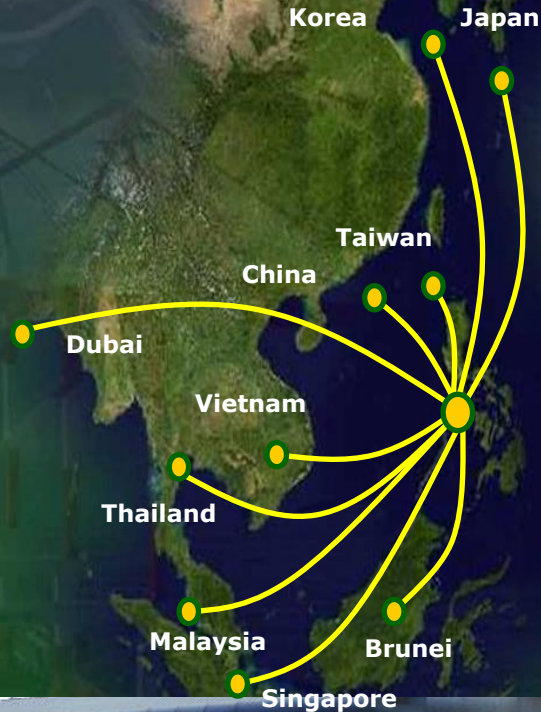 Korea
Japan
Taiwan
China
Dubai
Vietnam
Thailand
Malaysia
Brunei
Singapore